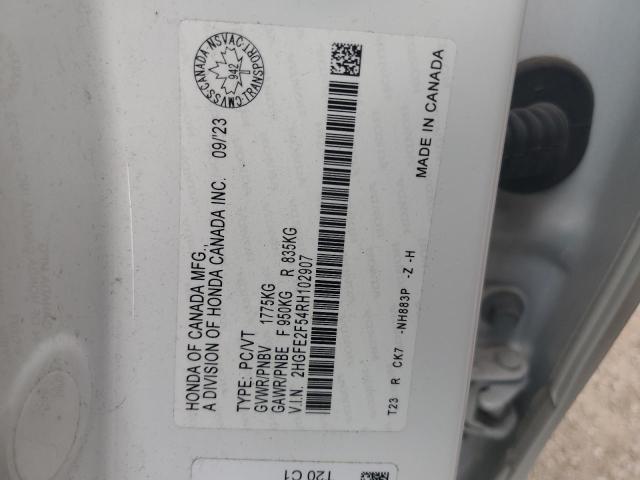 HONDA OF CANADA MFG.,
A DIVISION OF HONDA CANADA INC. 09/'23
TYPE: PC/VT
GVWR/PNBV 1775KG
GAWR/PNBE F 950KG R 835KG
V.I.N. 2HGFE2F54RH102907
CANADA NSVAC
942
CMVSS TRANSPORT
T23 R CK7 -NH883P -Z -H
MADE IN CANADA
T20 C1